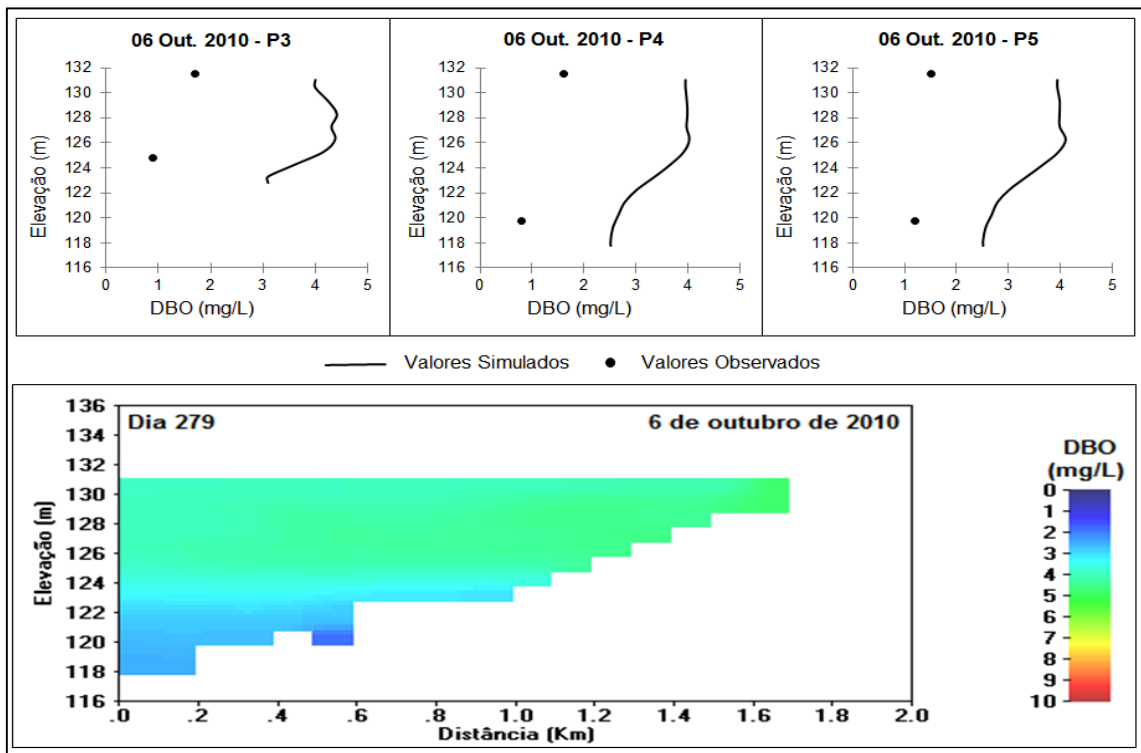 06 Out. 2010 - P3
132
130
128
126
124
122
120
118
116
Elevação (m)
0 1 2 3 4 5
DBO (mg/L)
06 Out. 2010 - P4
132
130
128
126
124
122
120
118
116
Elevação (m)
0 1 2 3 4 5
DBO (mg/L)
06 Out. 2010 - P5
132
130
128
126
124
122
120
118
116
Elevação (m)
0 1 2 3 4 5
DBO (mg/L)
Valores Simulados Valores Observados
Dia 279 6 de outubro de 2010
136
134
132
130
128
126
124
122
120
118
116
Elevação (m)
.0 .2 .4 .6 .8 1.0 1.2 1.4 1.6 1.8 2.0
Distância (Km)
DBO
(mg/L)
0
1
2
3
4
5
6
7
8
9
10